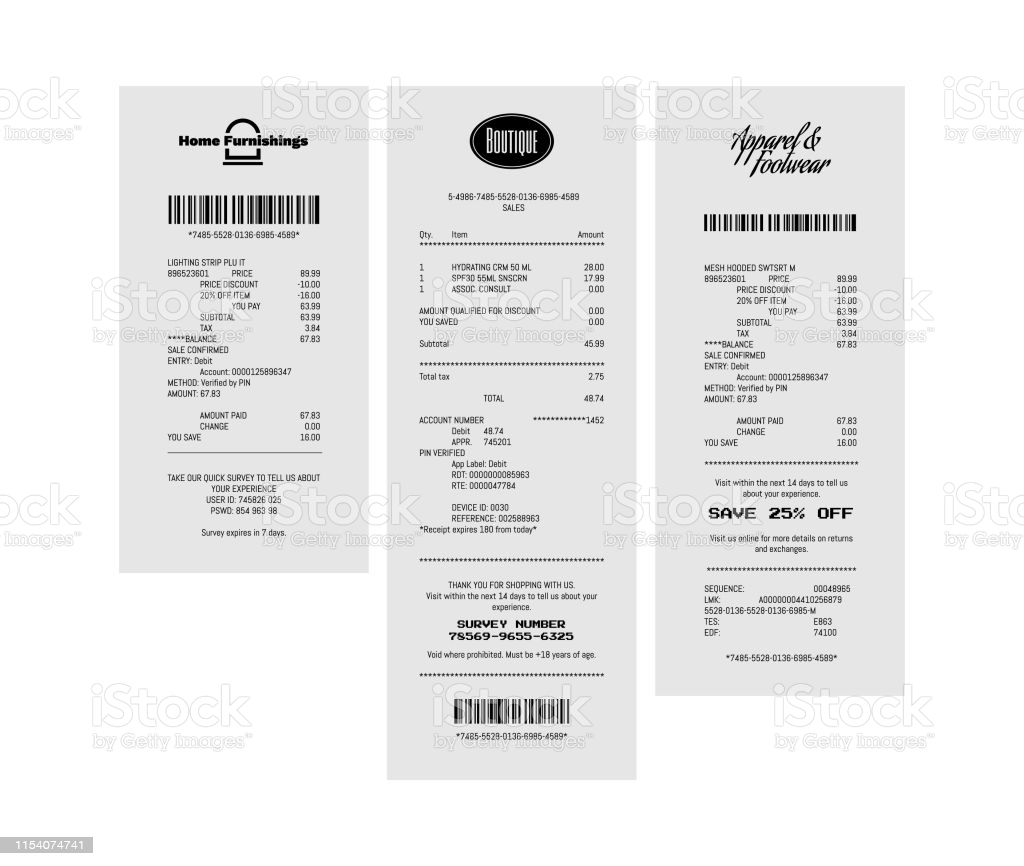 Home Furnishings
*7485-5528-0136-6985-4589*
LIGHTING STRIP PLU IT
896523601 PRICE 89.99
PRICE DISCOUNT -10.00
20% OFF ITEM -16.00
YOU PAY 63.99
SUBTOTAL 63.99
TAX 3.84
****BALANCE 67.83
SALE CONFIRMED
ENTRY: Debit
Account: 0000125896347
METHOD: Verified by PIN
AMOUNT: 67.83
AMOUNT PAID 67.83
CHANGE 0.00
YOU SAVE 16.00
TAKE OUR QUICK SURVEY TO TELL US ABOUT
YOUR EXPERIENCE
USER ID: 745826 025
PSWD: 854 963 98
Survey expires in 7 days.
BOUTIQUE
5-4986-7485-5528-0136-6985-4589
SALES
Qty. Item Amount
******************************************
1 HYDRATING CRM 50 ML 28.00
1 SPF30 55ML SNSCRN 17.99
1 ASSOC. CONSULT 0.00
AMOUNT QUALIFIED FOR DISCOUNT 0.00
YOU SAVED 0.00
Subtotal 45.99
******************************************
Total tax 2.75
TOTAL 48.74
ACCOUNT NUMBER ************1452
Debit 48.74
APPR. 745201
PIN VERIFIED
App Label: Debit
RDT: 0000000085963
RTE: 0000047784
DEVICE ID: 0030
REFERENCE: 002588963
*Receipt expires 180 from today*
******************************************
THANK YOU FOR SHOPPING WITH US.
Visit within the next 14 days to tell us about your
experience.
SURVEY NUMBER
78569-9655-6325
Void where prohibited. Must be +18 years of age.
******************************************
*7485-5528-0136-6985-4589*
Apparel &
Footwear
MESH HOODED SWTSRT M
896523601 PRICE 89.99
PRICE DISCOUNT -10.00
20% OFF ITEM -16.00
YOU PAY 63.99
SUBTOTAL 63.99
TAX 3.84
****BALANCE 67.83
SALE CONFIRMED
ENTRY: Debit
Account: 0000125896347
METHOD: Verified by PIN
AMOUNT: 67.83
AMOUNT PAID 67.83
CHANGE 0.00
YOU SAVE 16.00
***********************************
Visit within the next 14 days to tell us
about your experience.
SAVE 25% OFF
Visit us online for more details on returns
and exchanges.
**********************************
SEQUENCE: 00048965
LMK: A00000004410256879
5528-0136-5528-0136-6985-M
TES: E863
EDF: 74100
*7485-5528-0136-6985-4589*
iStock
by Getty Images
1154074741